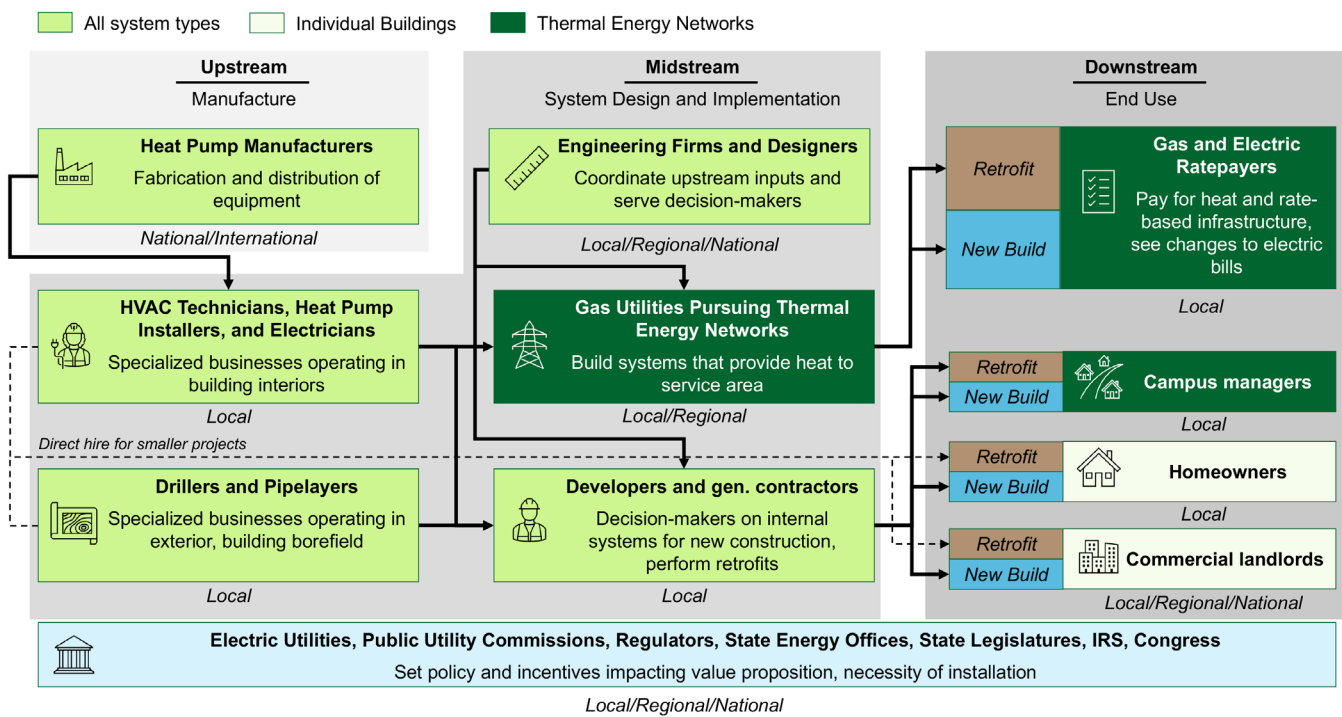 All system types
Individual Buildings
Thermal Energy Networks
Upstream
Manufacture
Heat Pump Manufacturers
Fabrication and distribution of
equipment
National/International
Midstream
System Design and Implementation
Engineering Firms and Designers
Coordinate upstream inputs and
serve decision-makers
Local/Regional/National
HVAC Technicians, Heat Pump
Installers, and Electricians
Specialized businesses operating in
building interiors
Local
Gas Utilities Pursuing Thermal
Energy Networks
Build systems that provide heat to
service area
Local/Regional
Direct hire for smaller projects
Drillers and Pipelayers
Specialized businesses operating in
exterior, building borefield
Local
Developers and gen. contractors
Decision-makers on internal
systems for new construction,
perform retrofits
Local
Downstream
End Use
Retrofit
New Build
Gas and Electric
Ratepayers
Pay for heat and rate-
based infrastructure,
see changes to electric
bills
Local
Retrofit
New Build
Campus managers
Local
Retrofit
New Build
Homeowners
Local
Retrofit
New Build
Commercial landlords
Local/Regional/National
Electric Utilities, Public Utility Commissions, Regulators, State Energy Offices, State Legislatures, IRS, Congress
Set policy and incentives impacting value proposition, necessity of installation
Local/Regional/National